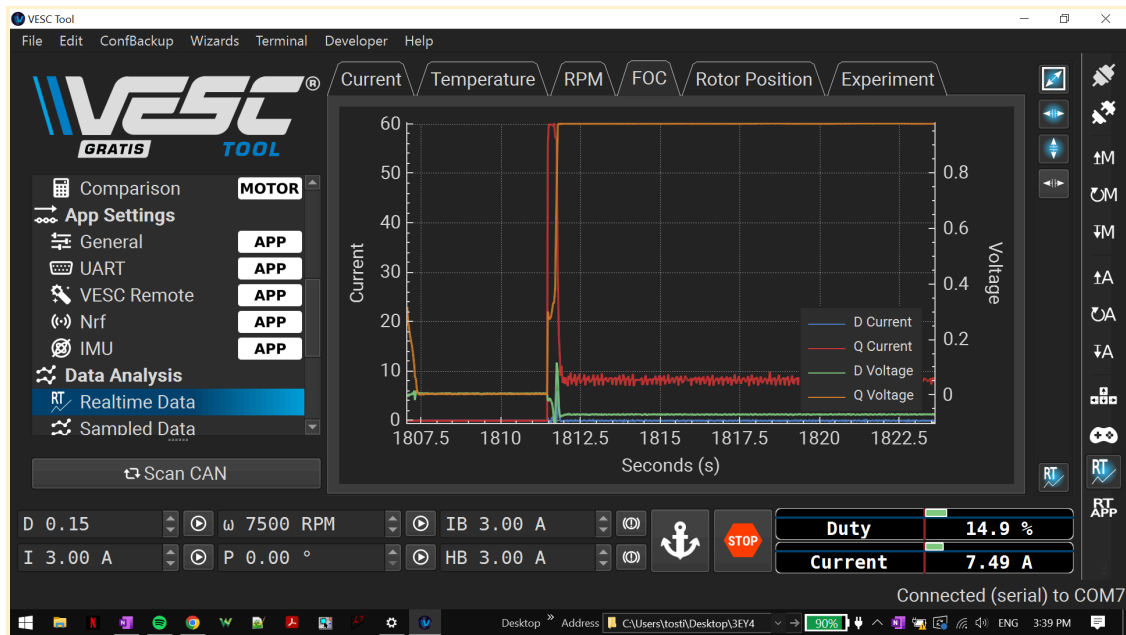 VESC Tool
File Edit ConfBackup Wizards Terminal Developer Help
VESC®
GRATIS TOOL
Current Temperature RPM FOC Rotor Position Experiment
Comparison MOTOR
App Settings
General APP
UART APP
VESC Remote APP
Nrf APP
IMU APP
Data Analysis
RT Realtime Data
Sampled Data
Scan CAN
60
50
40
30
20
10
0
Current
0.8
0.6
0.4
0.2
0
Voltage
D Current
Q Current
D Voltage
Q Voltage
1807.5 1810 1812.5 1815 1817.5 1820 1822.5
Seconds (s)
M
M
M
A
A
A
RT
RT
RT APP
D 0.15 ω 7500 RPM IB 3.00 A
I 3.00 A P 0.00 ° HB 3.00 A
STOP
Duty 14.9 %
Current 7.49 A
Connected (serial) to COM7
Desktop » Address C:\Users\tosti\Desktop\3EY4 90% ENG 3:39 PM